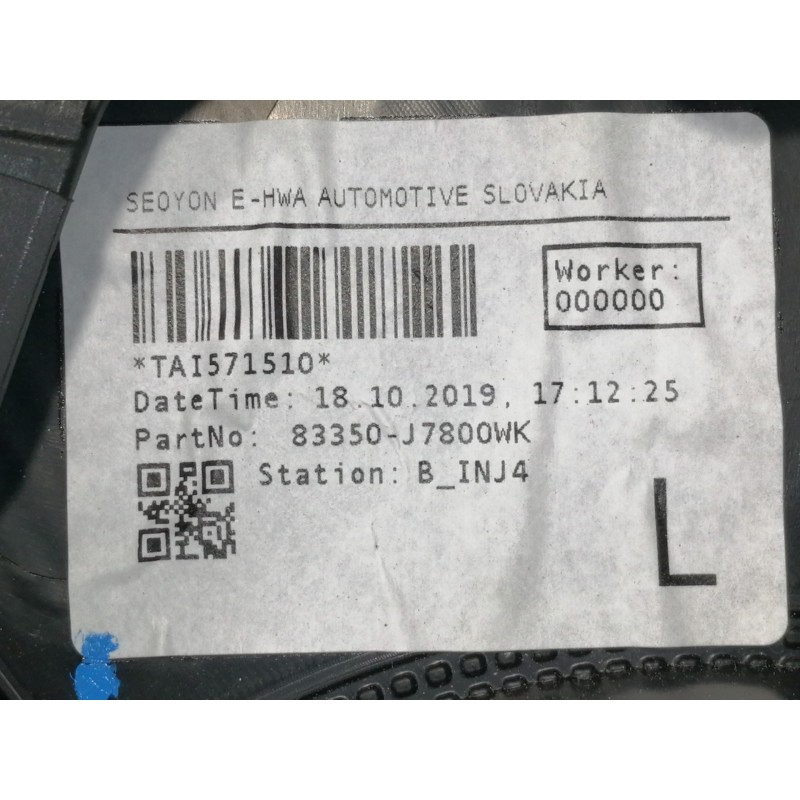 SEOYON E-HWA AUTOMOTIVE SLOVAKIA
Worker:
000000
*TAI571510*
DateTime: 18.10.2019, 17:12:25
PartNo: 83350-J7800WK
Station: B_INJ4
L